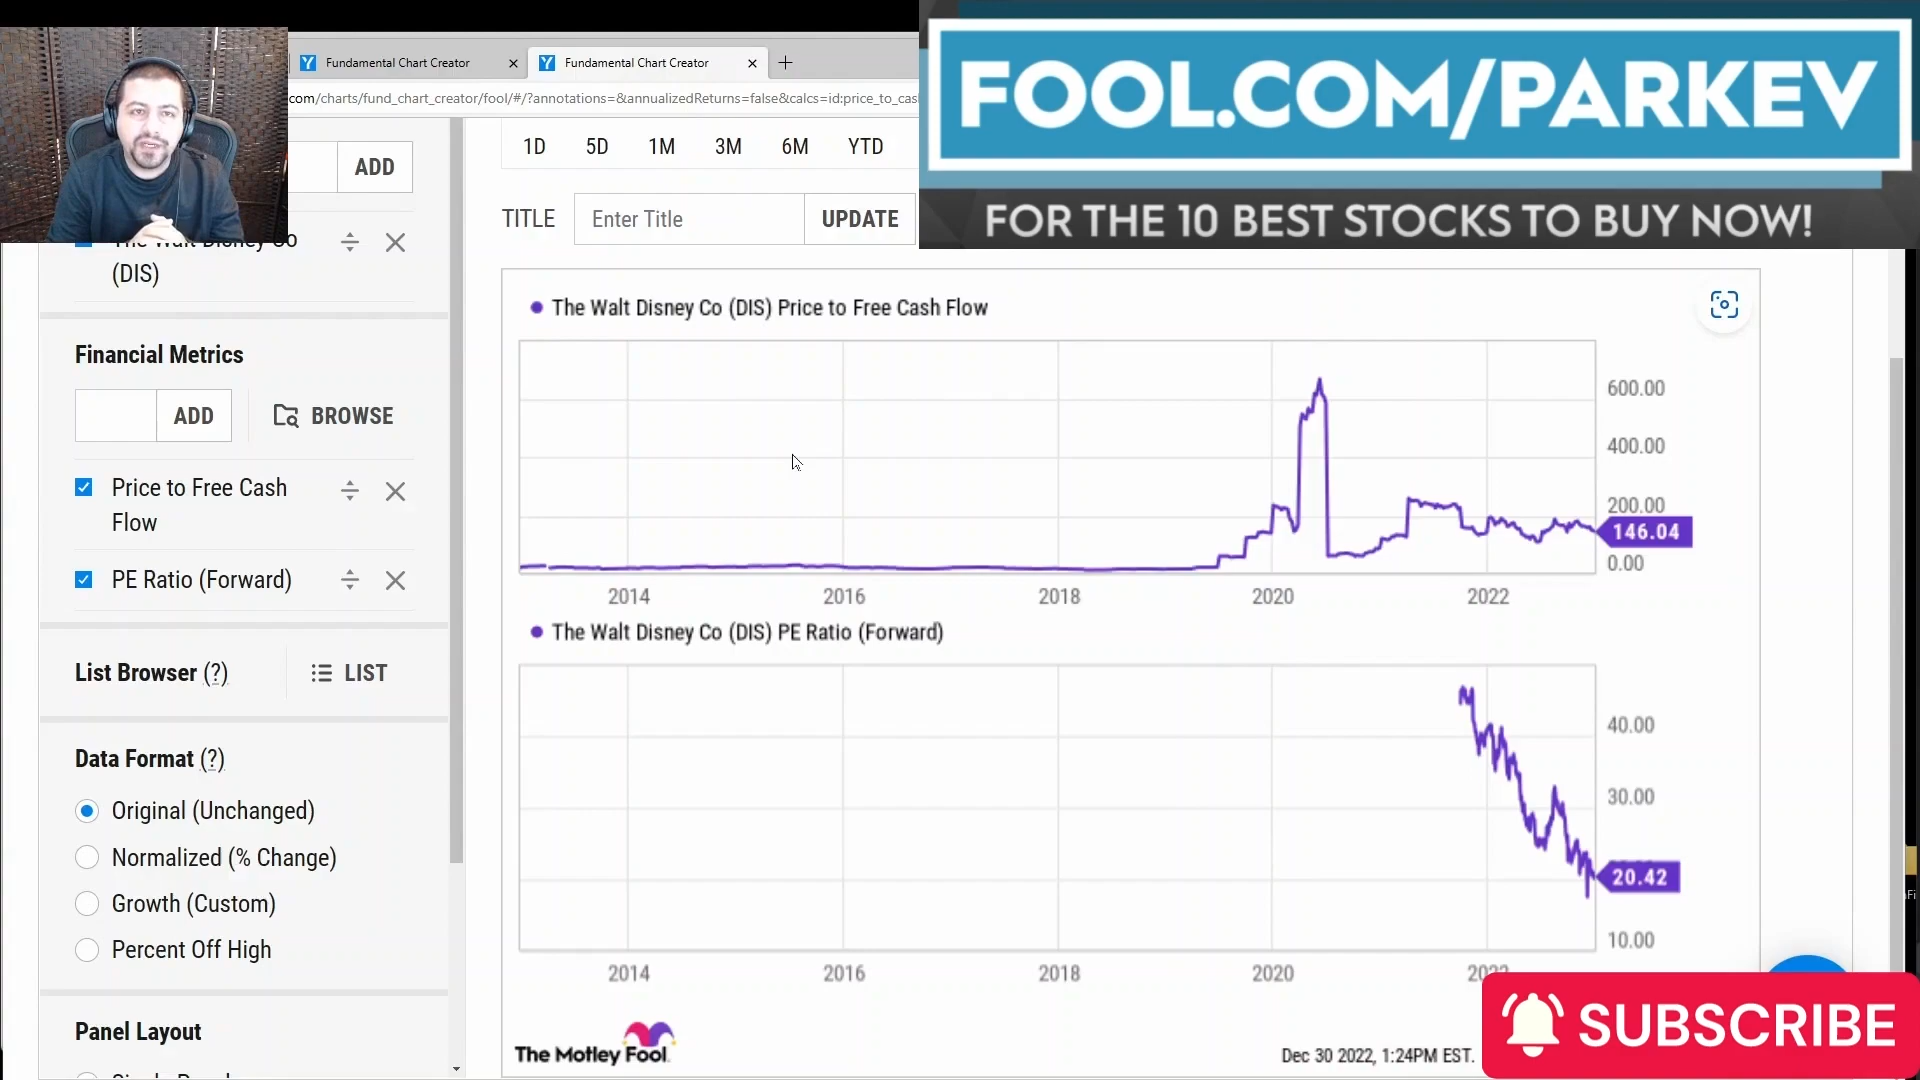 Fundamental Chart Creator
Fundamental Chart Creator
com/charts/fund_chart_creator/fool/#/?annotations=&annualizedReturns=false&calcs=id:price_to_cas
FOOL.COM/PARKEV
FOR THE 10 BEST STOCKS TO BUY NOW!
ADD
The Walt Disney Co
(DIS)
Financial Metrics
ADD
BROWSE
Price to Free Cash
Flow
PE Ratio (Forward)
List Browser (?)
LIST
Data Format (?)
Original (Unchanged)
Normalized (% Change)
Growth (Custom)
Percent Off High
Panel Layout
1D 5D 1M 3M 6M YTD
TITLE
Enter Title
UPDATE
The Walt Disney Co (DIS) Price to Free Cash Flow
600.00
400.00
200.00
146.04
0.00
2014 2016 2018 2020 2022
The Walt Disney Co (DIS) PE Ratio (Forward)
40.00
30.00
20.42
10.00
2014 2016 2018 2020
The Motley Fool
Dec 30 2022, 1:24PM EST.
SUBSCRIBE